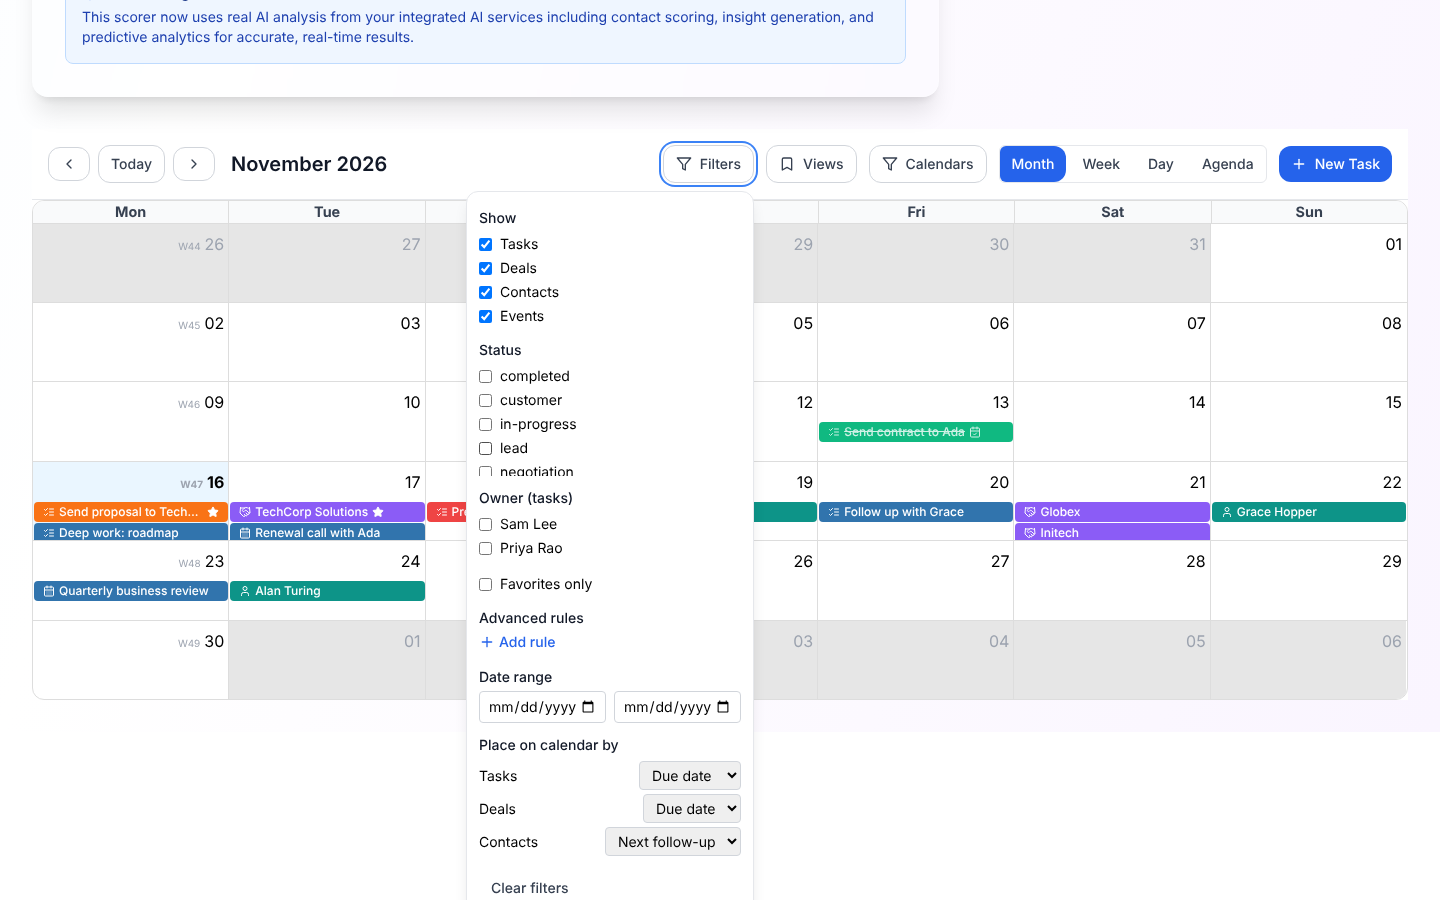 This scorer now uses real AI analysis from your integrated AI services including contact scoring, insight generation, and
predictive analytics for accurate, real-time results.
Today
November 2026
Filters
Views
Calendars
Month
Week
Day
Agenda
New Task
Mon
Tue
Fri
Sat
Sun
W44 26
27
29
30
31
01
W45 02
03
05
06
07
08
W46 09
10
12
13
14
15
Send contract to Ada
W47 16
17
19
20
21
22
Send proposal to Tech...
TechCorp Solutions
Follow up with Grace
Globex
Grace Hopper
Deep work: roadmap
Renewal call with Ada
Initech
W48 23
24
26
27
28
29
Quarterly business review
Alan Turing
W49 30
01
03
04
05
06
Show
Tasks
Deals
Contacts
Events
Status
completed
customer
in-progress
lead
negotiation
Owner (tasks)
Sam Lee
Priya Rao
Favorites only
Advanced rules
Add rule
Date range
mm/dd/yyyy
mm/dd/yyyy
Place on calendar by
Tasks
Due date
Deals
Due date
Contacts
Next follow-up
Clear filters